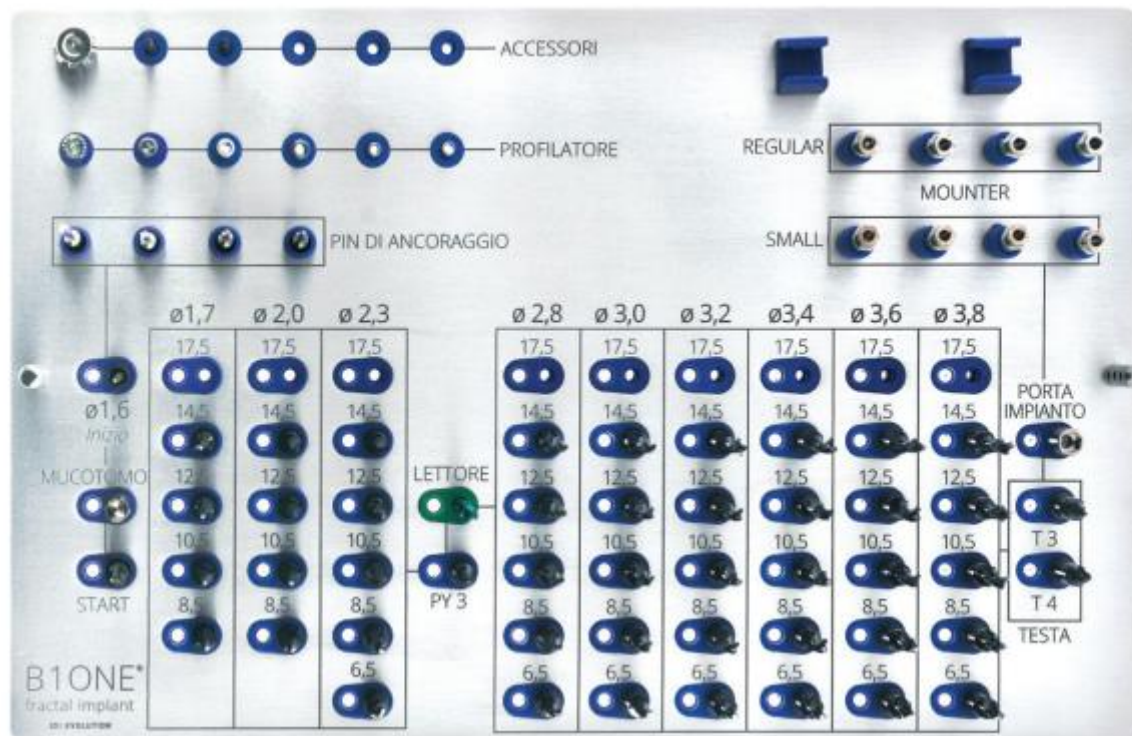 ACCESSORI
PROFILATORE
REGULAR
MOUNTER
PIN DI ANCORAGGIO
SMALL
ø1,7 ø 2,0 ø 2,3 ø 2,8 ø 3,0 ø 3,2 ø3,4 ø 3,6 ø 3,8
17,5 17,5 17,5 17,5 17,5 17,5 17,5 17,5 17,5
PORTA
IMPIANTO
ø1,6
Inizio
14,5 14,5 14,5 14,5 14,5 14,5 14,5 14,5 14,5
MUCOTOMO
12,5 12,5 12,5 LETTORE 12,5 12,5 12,5 12,5 12,5 12,5
T 3
10,5 10,5 10,5 10,5 10,5 10,5 10,5 10,5 10,5
START
PY 3
T 4
8,5 8,5 8,5 8,5 8,5 8,5 8,5 8,5 8,5
TESTA
6,5 6,5 6,5 6,5 6,5 6,5 6,5
B1ONE®
fractal implant
EVOLUTION